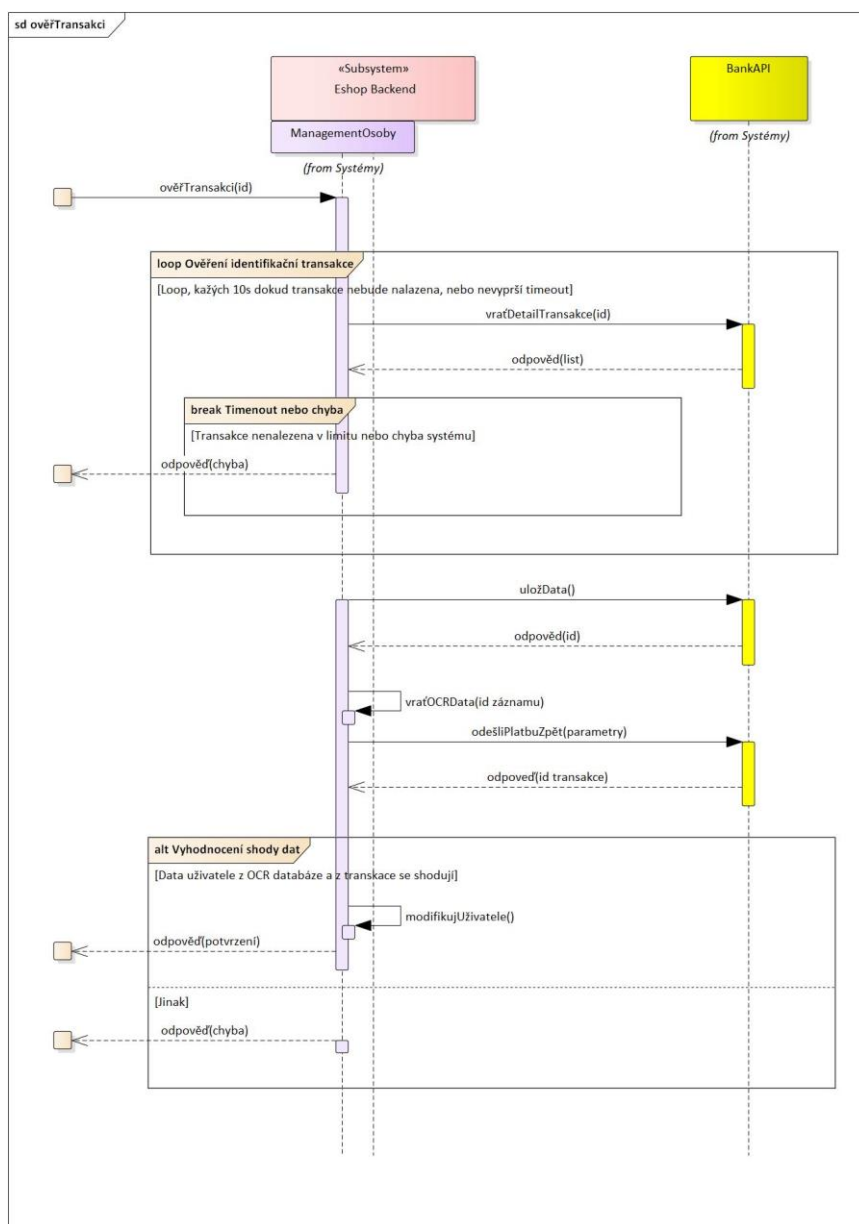 sd ověřTransakci
«Subsystem»
Eshop Backend
BankAPI
ManagementOsoby
(from Systémy)
(from Systémy)
ověřTransakci(id)
loop Ověření identifikační transakce
[Loop, kažých 10s dokud transakce nebude nalazena, nebo nevyprší timeout]
vraťDetailTransakce(id)
odpověd(list)
break Timenout nebo chyba
[Transakce nenalezena v limitu nebo chyba systému]
odpověď(chyba)
uložData()
odpověd(id)
vraťOCRData(id záznamu)
odešliPlatbuZpět(parametry)
odpoveď(id transakce)
alt Vyhodnocení shody dat
[Data uživatele z OCR databáze a z transkace se shodují]
modifikujUživatele()
odpověď(potvrzení)
[Jinak]
odpověď(chyba)